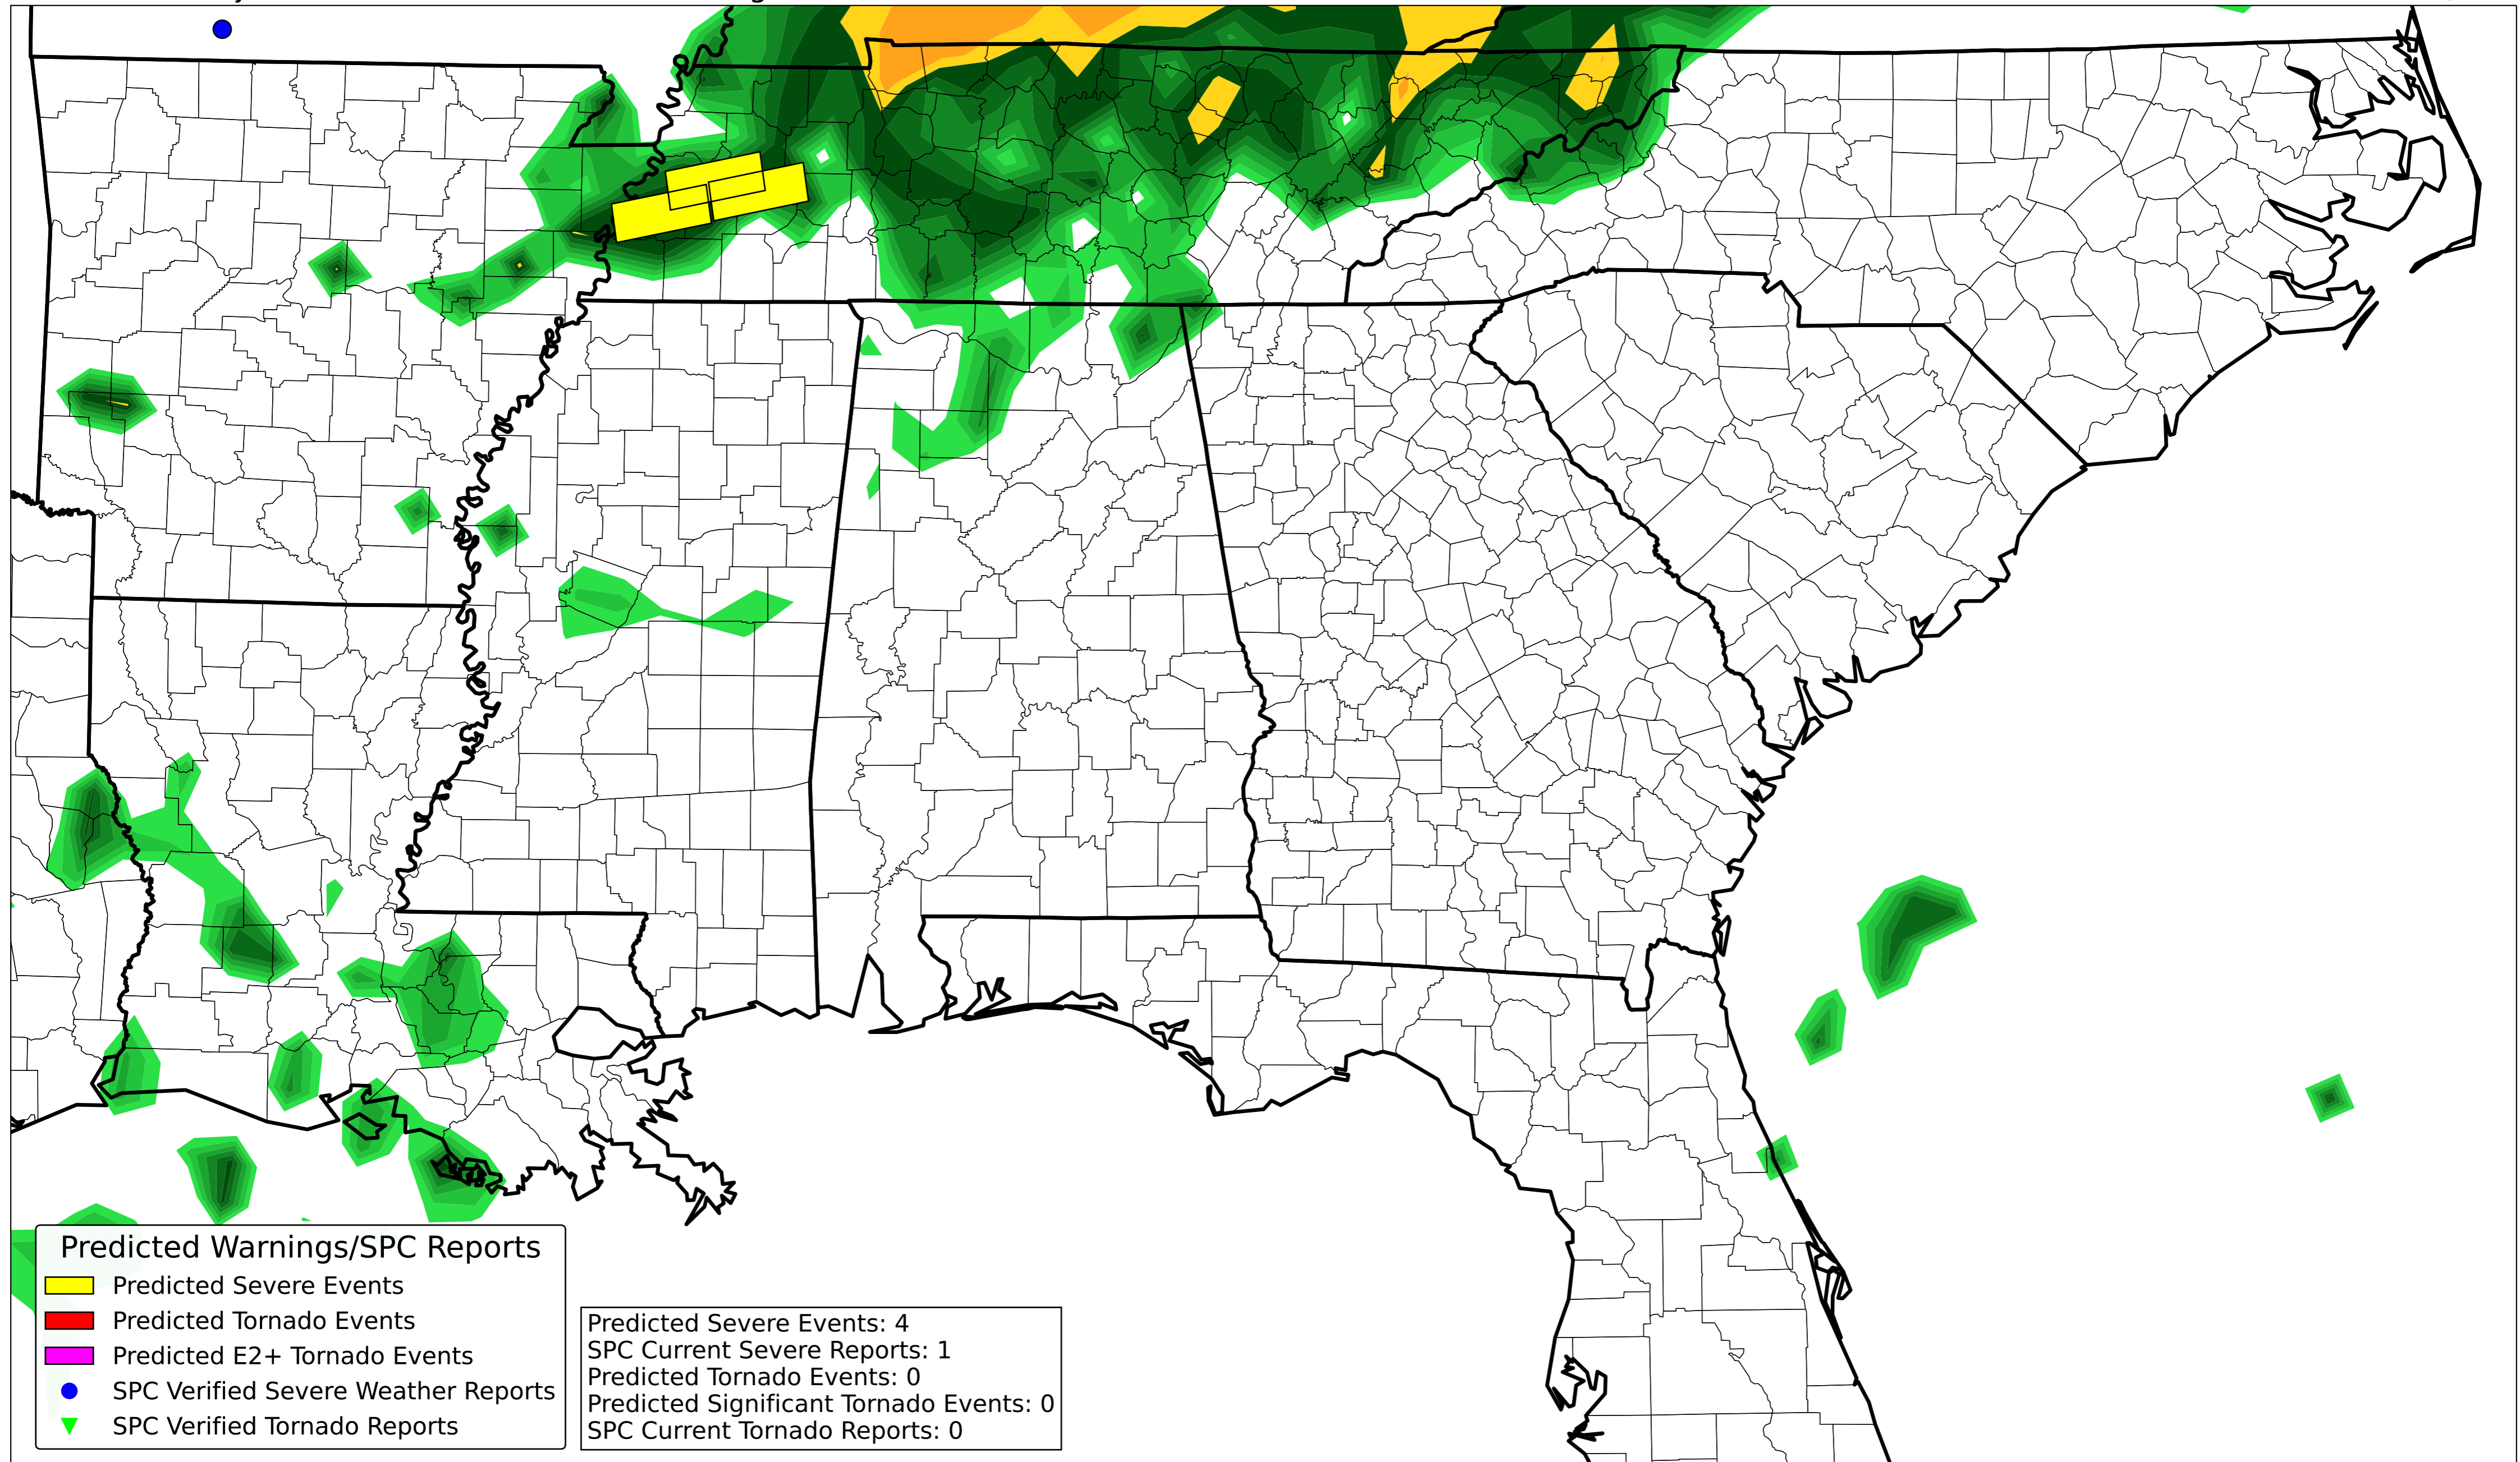 Predicted Warnings/SPC Reports
Predicted Severe Events
Predicted Tornado Events
Predicted E2+ Tornado Events
SPC Verified Severe Weather Reports
SPC Verified Tornado Reports
Predicted Severe Events: 4
SPC Current Severe Reports: 1
Predicted Tornado Events: 0
Predicted Significant Tornado Events: 0
SPC Current Tornado Reports: 0